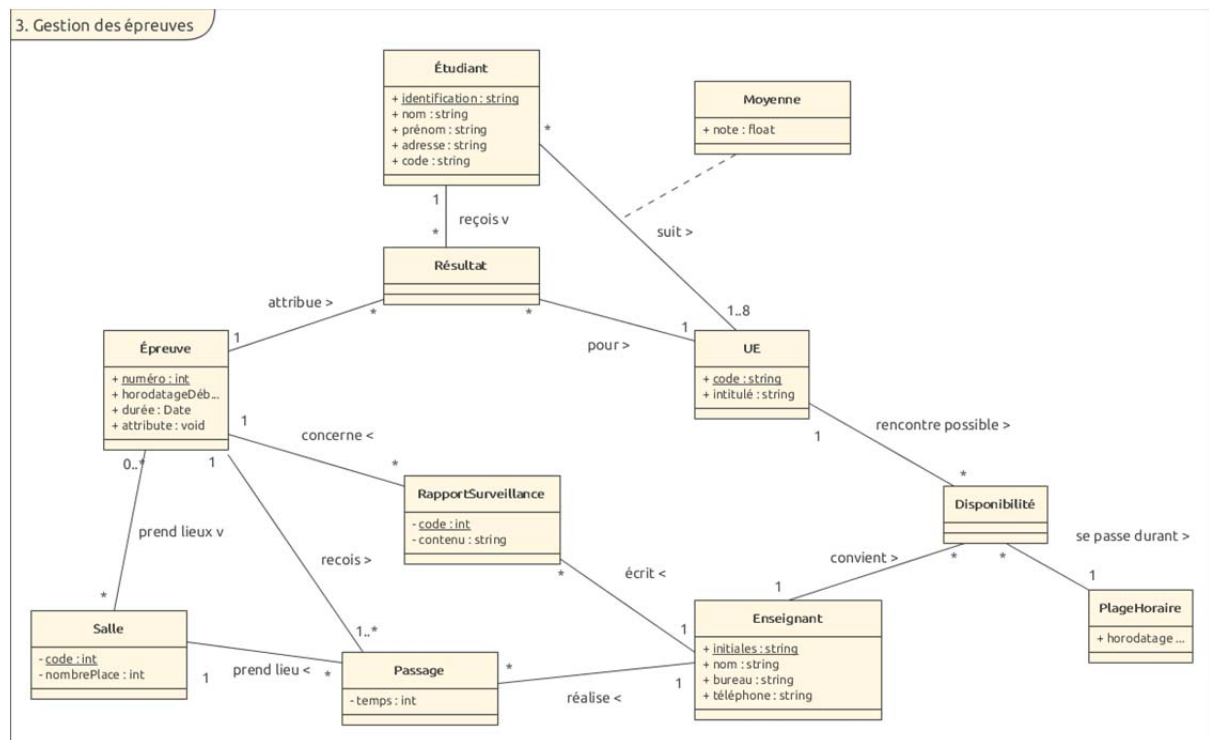 3. Gestion des épreuves
Étudiant
+ identification : string
+ nom : string
+ prénom : string
+ adresse : string
+ code : string
Moyenne
+ note : float
*
1
reçois v
*
suit >
Résultat
attribue >
*
*
1
pour >
1
1..8
Épreuve
+ numéro : int
+ horodatageDéb...
+ durée : Date
+ attribute : void
UE
+ code : string
+ intitulé : string
1
concerne <
*
0..*
1
1
rencontre possible >
*
RapportSurveillance
- code : int
- contenu : string
Disponibilité
prend lieux v
recois >
*
écrit <
convient >
*
*
se passe durant >
1
*
1..*
1
1
Salle
- code : int
- nombrePlace : int
1
prend lieu <
*
Passage
- temps : int
*
réalise <
1
Enseignant
+ initiales : string
+ nom : string
+ bureau : string
+ téléphone : string
PlageHoraire
+ horodatage ...